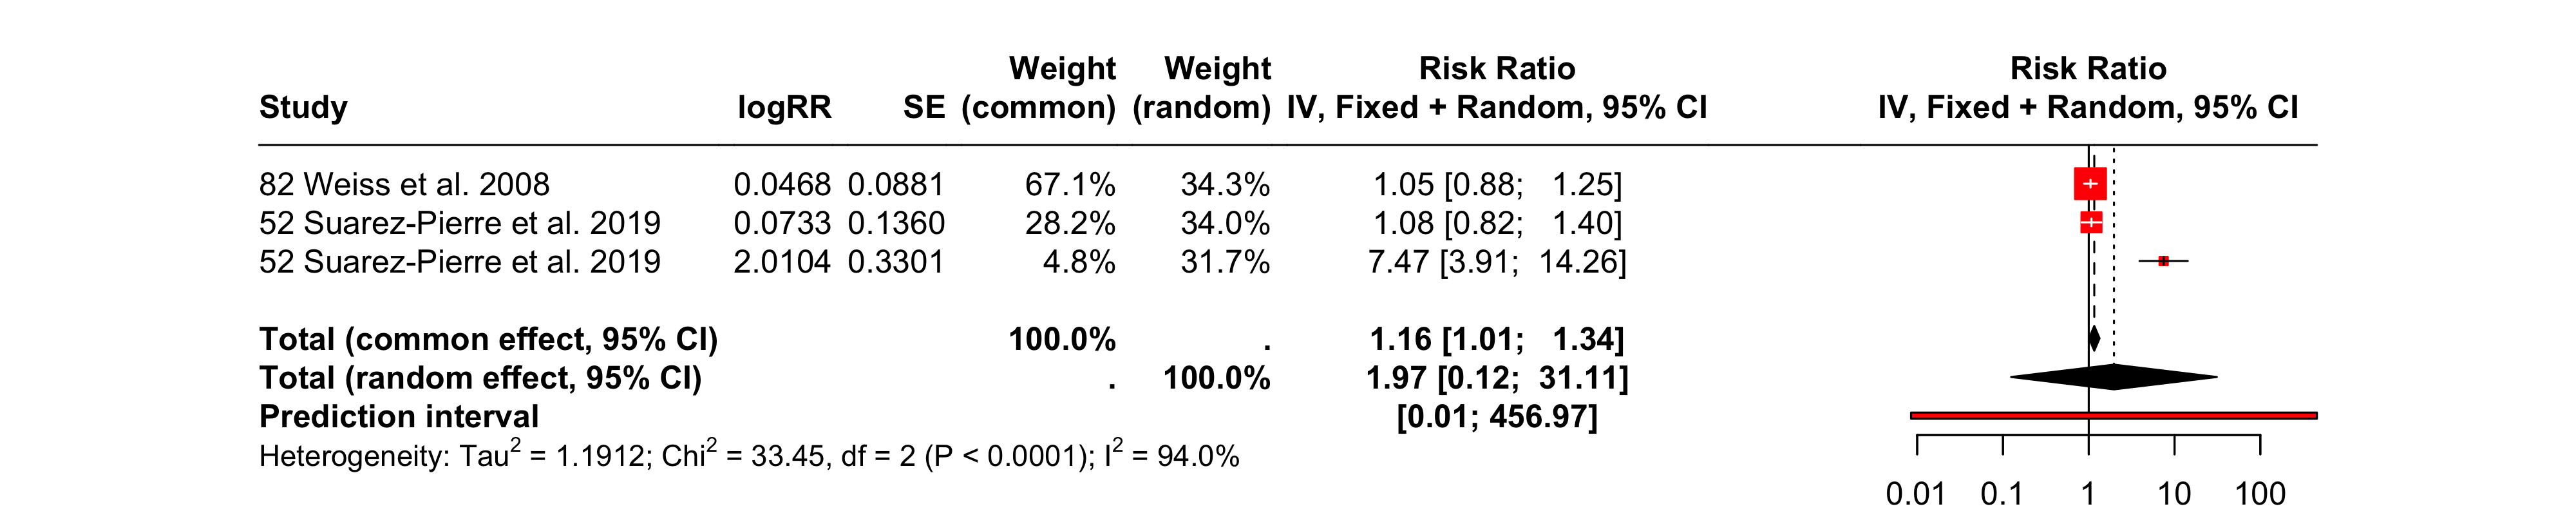 Weight Weight Risk Ratio Risk Ratio
Study logRR SE (common) (random) IV, Fixed + Random, 95% CI IV, Fixed + Random, 95% CI
82 Weiss et al. 2008 0.0468 0.0881 67.1% 34.3% 1.05 [0.88; 1.25]
52 Suarez-Pierre et al. 2019 0.0733 0.1360 28.2% 34.0% 1.08 [0.82; 1.40]
52 Suarez-Pierre et al. 2019 2.0104 0.3301 4.8% 31.7% 7.47 [3.91; 14.26]
Total (common effect, 95% CI) 100.0% . 1.16 [1.01; 1.34]
Total (random effect, 95% CI) . 100.0% 1.97 [0.12; 31.11]
Prediction interval [0.01; 456.97]
Heterogeneity: Tau² = 1.1912; Chi² = 33.45, df = 2 (P < 0.0001); I² = 94.0%
0.01 0.1 1 10 100